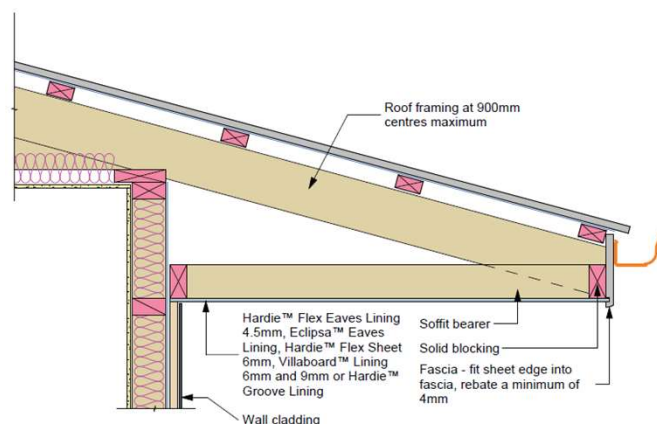 Roof framing at 900mm
centres maximum
Hardie™ Flex Eaves Lining
4.5mm, Eclipsa™ Eaves
Lining, Hardie™ Flex Sheet
6mm, Villaboard™ Lining
6mm and 9mm or Hardie™
Groove Lining
Wall cladding
Soffit bearer
Solid blocking
Fascia - fit sheet edge into
fascia, rebate a minimum of
4mm